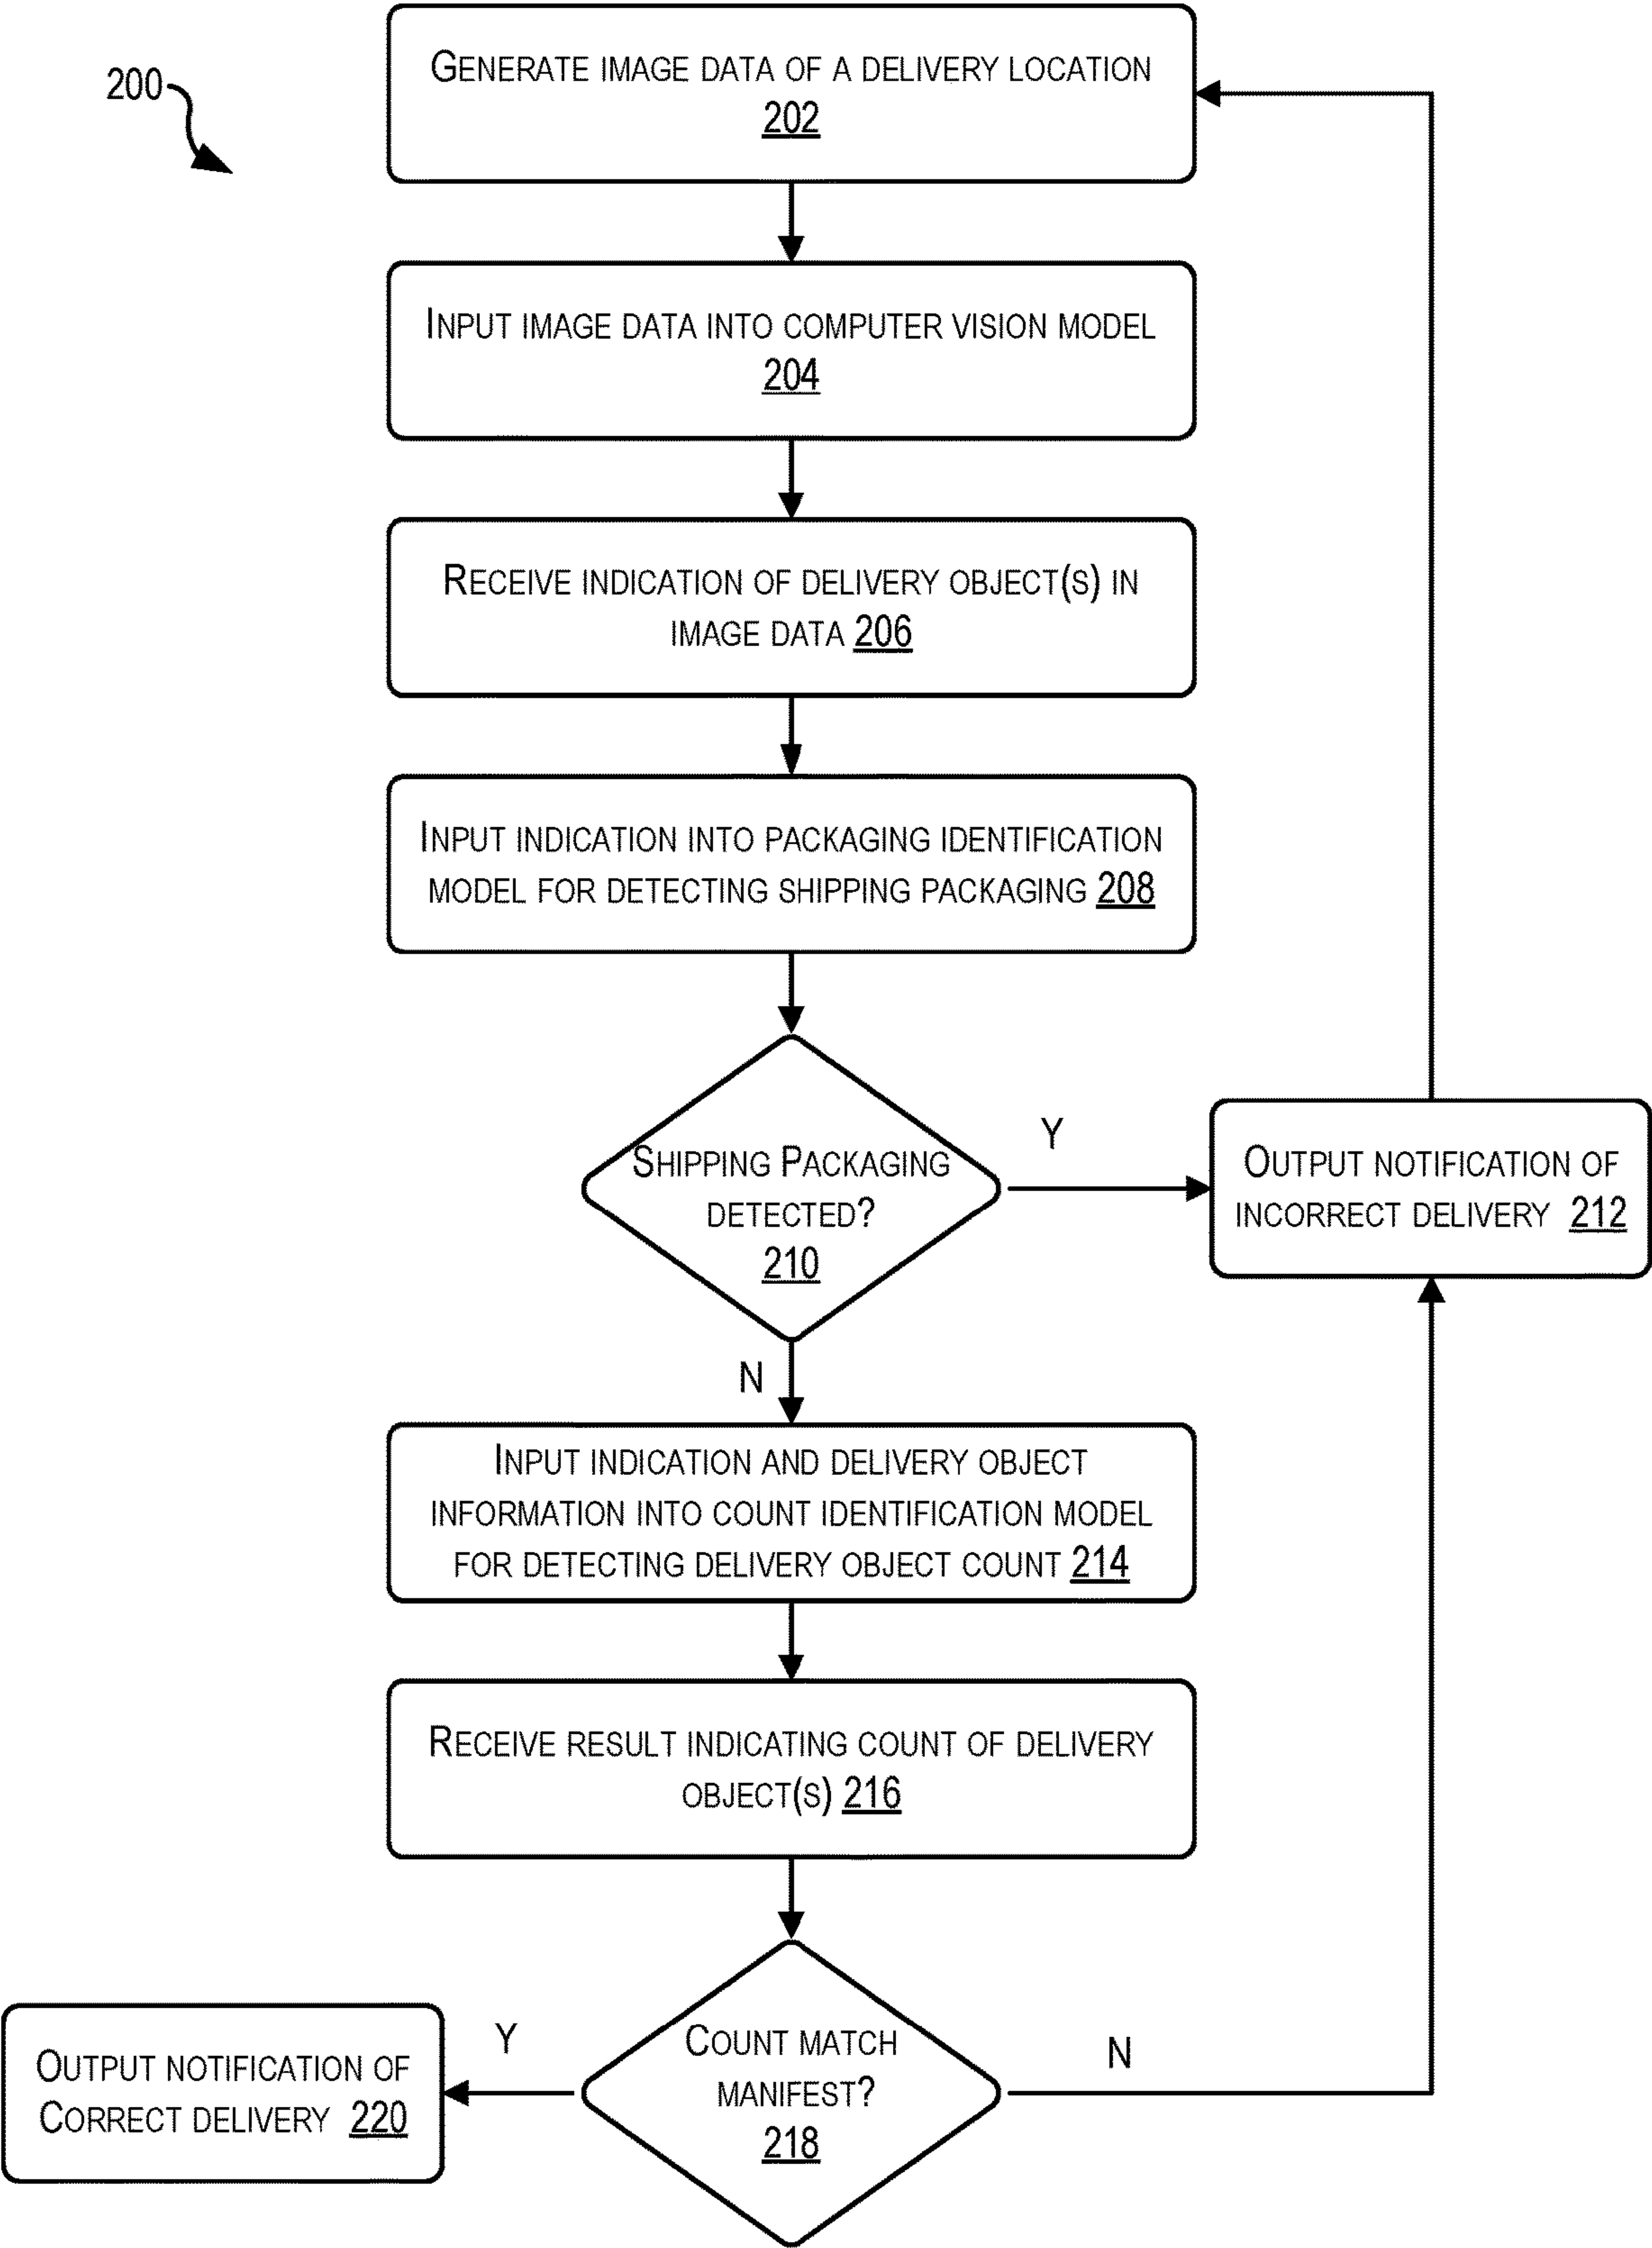 200
GENERATE IMAGE DATA OF A DELIVERY LOCATION
202
INPUT IMAGE DATA INTO COMPUTER VISION MODEL
204
RECEIVE INDICATION OF DELIVERY OBJECT(S) IN
IMAGE DATA 206
INPUT INDICATION INTO PACKAGING IDENTIFICATION
MODEL FOR DETECTING SHIPPING PACKAGING 208
SHIPPING PACKAGING
DETECTED?
210
Y
OUTPUT NOTIFICATION OF
INCORRECT DELIVERY 212
N
INPUT INDICATION AND DELIVERY OBJECT
INFORMATION INTO COUNT IDENTIFICATION MODEL
FOR DETECTING DELIVERY OBJECT COUNT 214
RECEIVE RESULT INDICATING COUNT OF DELIVERY
OBJECT(S) 216
COUNT MATCH
MANIFEST?
218
Y
N
OUTPUT NOTIFICATION OF
CORRECT DELIVERY 220